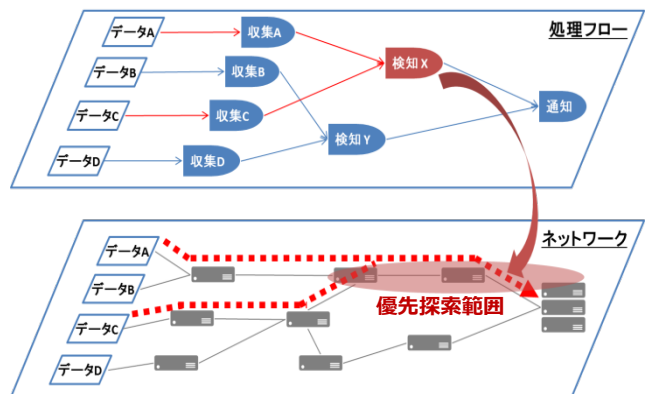 処理フロー
データA
収集A
データB
収集B
検知X
データC
収集C
通知
検知Y
データD
収集D
ネットワーク
データA
データB
優先探索範囲
データC
データD